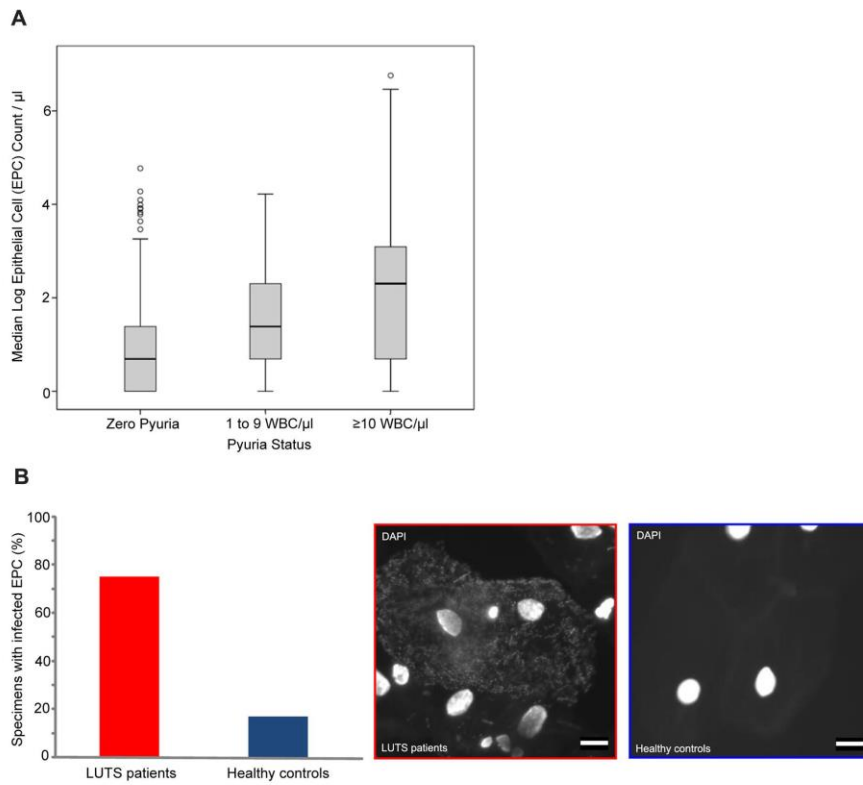 A
Median Log Epithelial Cell (EPC) Count / µl
6
4
2
0
Zero Pyuria
1 to 9 WBC/µl
≥10 WBC/µl
Pyuria Status
B
Specimens with infected EPC (%)
100
80
60
40
20
0
LUTS patients
Healthy controls
DAPI
LUTS patients
DAPI
Healthy controls